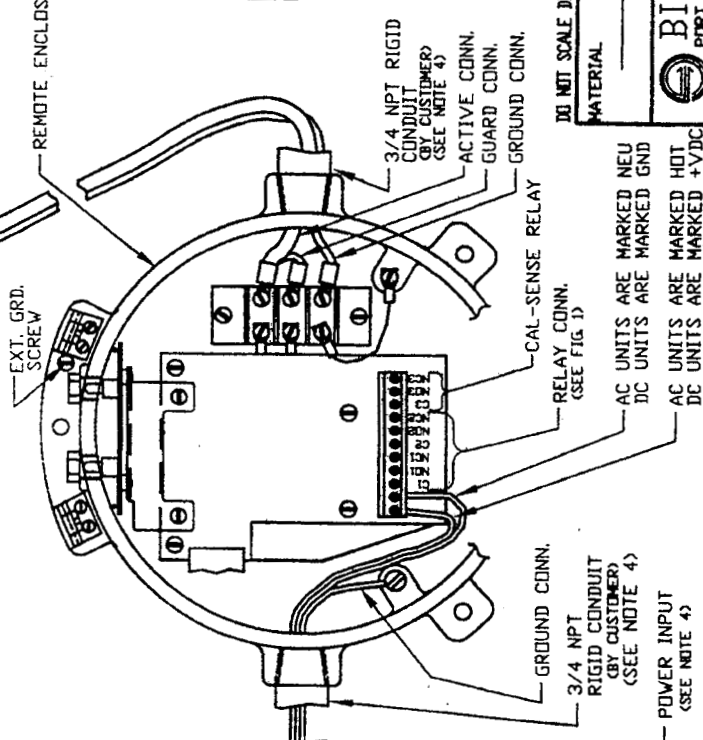 REMOTE ENCLOS
EXT. GRD.
SCREW
3/4 NPT RIGID
CONDUIT
(BY CUSTOMER)
(SEE NOTE 4)
ACTIVE CONN.
GUARD CONN.
GROUND CONN.
CAL-SENSE RELAY
RELAY CONN.
(SEE FIG 1)
AC UNITS ARE MARKED NEU
DC UNITS ARE MARKED GND
AC UNITS ARE MARKED HOT
DC UNITS ARE MARKED +VDC
GROUND CONN.
3/4 NPT
RIGID CONDUIT
(BY CUSTOMER)
(SEE NOTE 4)
POWER INPUT
(SEE NOTE 4)
DO NOT SCALE D
MATERIAL
BI
PORT